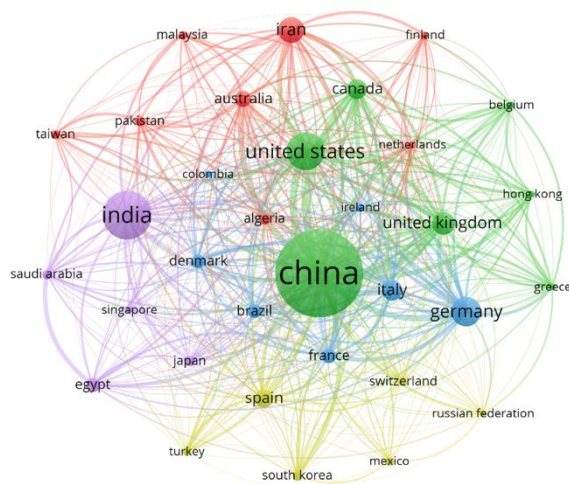 malaysia
iran
finland
canada
australia
belgium
pakistan
taiwan
united states
netherlands
colombia
hong kong
india
ireland
algeria
united kingdom
denmark
saudi arabia
china
italy
greece
singapore
brazil
germany
japan
france
egypt
switzerland
spain
russian federation
turkey
mexico
south korea